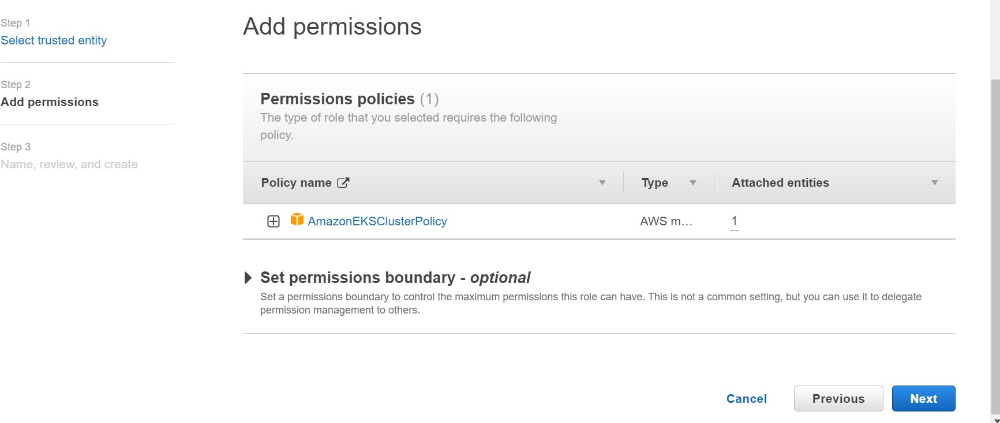 Step 1
Select trusted entity
Step 2
Add permissions
Step 3
Name, review, and create
Add permissions
Permissions policies (1)
The type of role that you selected requires the following
policy.
Policy name Type Attached entities
AmazonEKSClusterPolicy AWS m... 1
Set permissions boundary - optional
Set a permissions boundary to control the maximum permissions this role can have. This is not a common setting, but you can use it to delegate
permission management to others.
Cancel Previous Next